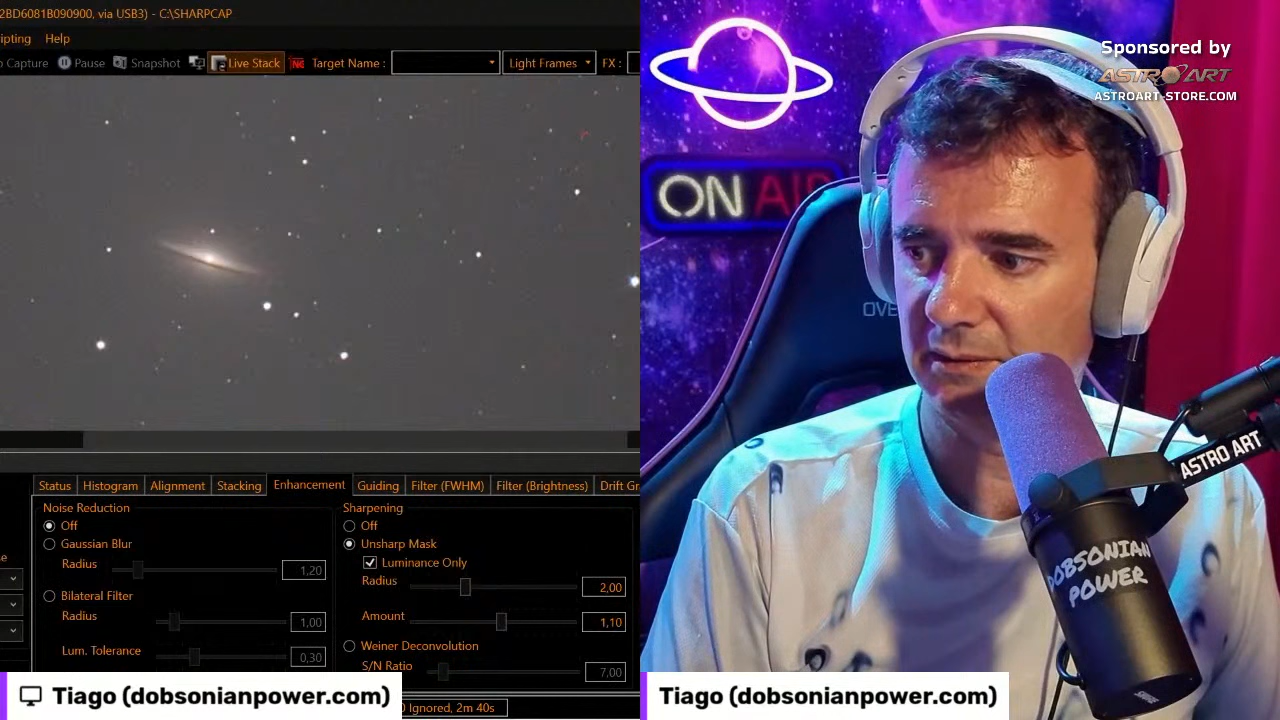 2BD6081B090900, via USB3) - C:\SHARPCAP
ipting Help
Capture Pause Snapshot Live Stack Target Name : Light Frames FX :
Status Histogram Alignment Stacking Enhancement Guiding Filter (FWHM) Filter (Brightness) Drift Gr
Noise Reduction
Off
Gaussian Blur
Radius 1,20
Bilateral Filter
Radius 1,00
Lum. Tolerance 0,30
Sharpening
Off
Unsharp Mask
Luminance Only
Radius 2,00
Amount 1,10
Weiner Deconvolution
S/N Ratio 7,00
Ignored, 2m 40s
Tiago (dobsonianpower.com)
Sponsored by
ASTROART
ASTROART-STORE.COM
ON AIR
OVE
ASTRO ART
DOBSONIAN
POWER
SHURE
Tiago (dobsonianpower.com)